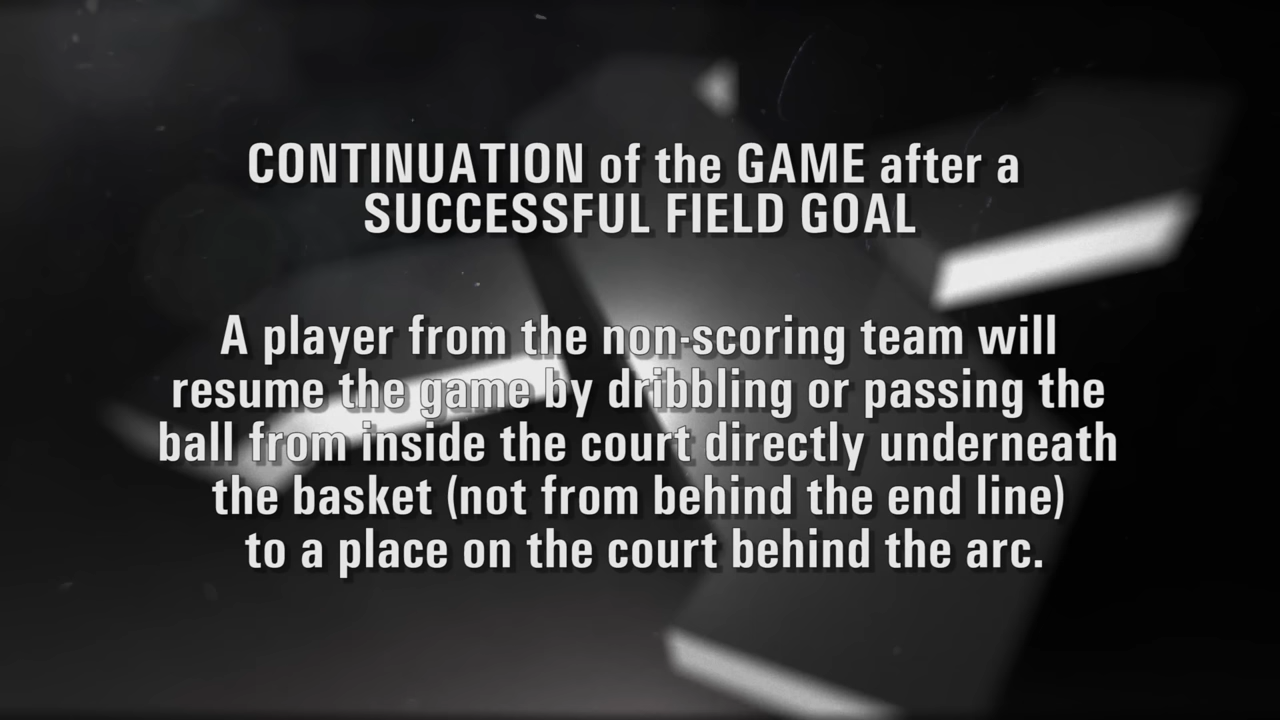 CONTINUATION of the GAME after a
SUCCESSFUL FIELD GOAL
A player from the non-scoring team will
resume the game by dribbling or passing the
ball from inside the court directly underneath
the basket (not from behind the end line)
to a place on the court behind the arc.